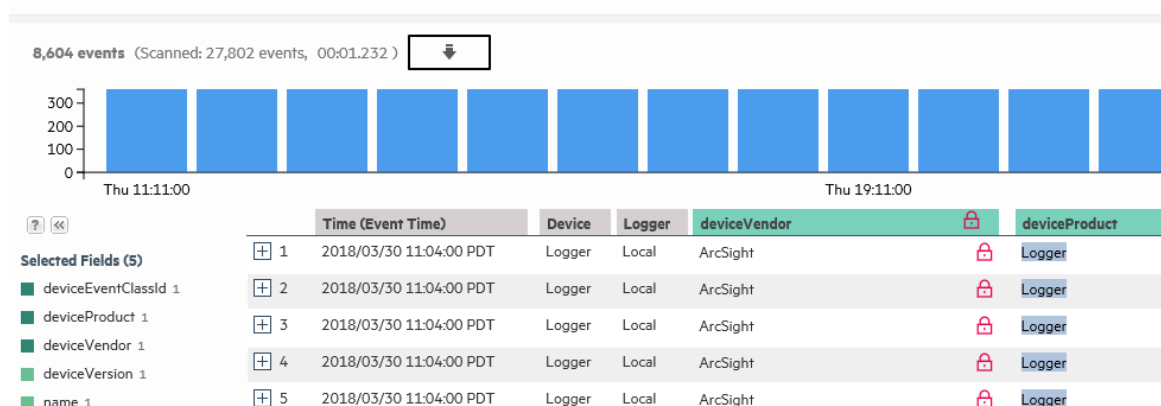 8,604 events (Scanned: 27,802 events, 00:01.232 )
300
200
100
0
Thu 11:11:00 Thu 19:11:00
? «
Time (Event Time) Device Logger deviceVendor deviceProduct
1 2018/03/30 11:04:00 PDT Logger Local ArcSight Logger
2 2018/03/30 11:04:00 PDT Logger Local ArcSight Logger
3 2018/03/30 11:04:00 PDT Logger Local ArcSight Logger
4 2018/03/30 11:04:00 PDT Logger Local ArcSight Logger
5 2018/03/30 11:04:00 PDT Logger Local ArcSight Logger
Selected Fields (5)
deviceEventClassId 1
deviceProduct 1
deviceVendor 1
deviceVersion 1
name 1